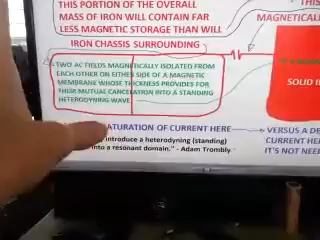 THIS PORTION OF THE OVERALL
MASS OF IRON WILL CONTAIN FAR
LESS MAGNETIC STORAGE THAN WILL
IRON CHASSIS SURROUNDING
THIS
MAGNETICALL
TWO AC FIELDS MAGNETICALLY ISOLATED FROM
EACH OTHER ON EITHER SIDE OF A MAGNETIC
MEMBRANE WHOSE THICKNESS PROVIDES FOR
THEIR MUTUAL CANCELATION INTO A STANDING
HETERODYNING WAVE
SOLID I
ATURATION OF CURRENT HERE
introduce a heterodyning (standing)
into a resonant domain." - Adam Trombly
VERSUS A DE
CURRENT HE
IT'S NOT NEE